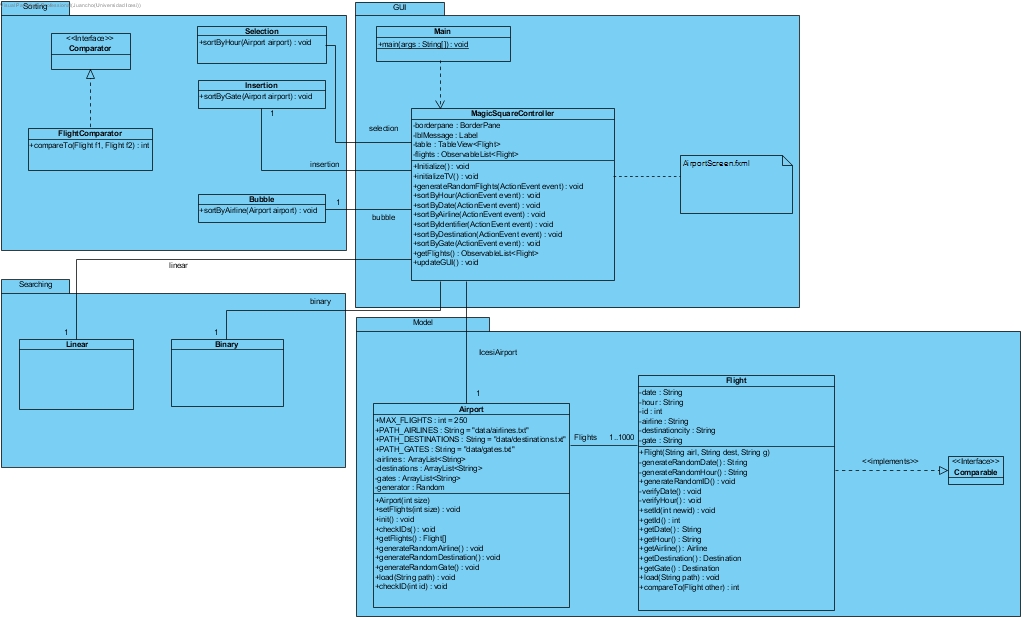 Sorting
<<Interface>>
Comparator
FlightComparator
+compareTo(Flight f1, Flight f2) : int
Selection
+sortByHour(Airport airport) : void
Insertion
+sortByGate(Airport airport) : void
1
Bubble
+sortByAirline(Airport airport) : void
1
selection
insertion
bubble
GUI
Main
+main(args : String[]) : void
MagicSquareController
-borderpane : BorderPane
-lblMessage : Label
-table : TableView<Flight>
-flights : ObservableList<Flight>
+Initialize() : void
+initializeTV() : void
+generateRandomFlights(ActionEvent event) : void
+sortByHour(ActionEvent event) : void
+sortByDate(ActionEvent event) : void
+sortByAirline(ActionEvent event) : void
+sortByIdentifier(ActionEvent event) : void
+sortByDestination(ActionEvent event) : void
+sortByGate(ActionEvent event) : void
+getFlights() : ObservableList<Flight>
+updateGUI() : void
AirportScreen.fxml
linear
Searching
binary
1
1
Linear
Binary
Model
IcesiAirport
1
Airport
+MAX_FLIGHTS : int = 250
+PATH_AIRLINES : String = "data/airlines.txt"
+PATH_DESTINATIONS : String = "data/destinations.txt"
+PATH_GATES : String = "data/gates.txt"
-airlines : ArrayList<String>
-destinations : ArrayList<String>
-gates : ArrayList<String>
-generator : Random
+Airport(int size)
+setFlights(int size) : void
+init() : void
+checkIDs() : void
+getFlights() : Flight[]
+generateRandomAirline() : void
+generateRandomDestination() : void
+generateRandomGate() : void
+load(String path) : void
+checkID(int id) : void
Flights 1..1000
Flight
-date : String
-hour : String
-id : int
-airline : String
-destinationcity : String
-gate : String
+Flight(String airl, String dest, String g)
-generateRandomDate() : String
-generateRandomHour() : String
+generateRandomID() : void
-verifyDate() : void
-verifyHour() : void
+setId(int newid) : void
+getId() : int
+getDate() : String
+getHour() : String
+getAirline() : Airline
+getDestination() : Destination
+getGate() : Destination
+load(String path) : void
+compareTo(Flight other) : int
<<implements>>
<<Interface>>
Comparable